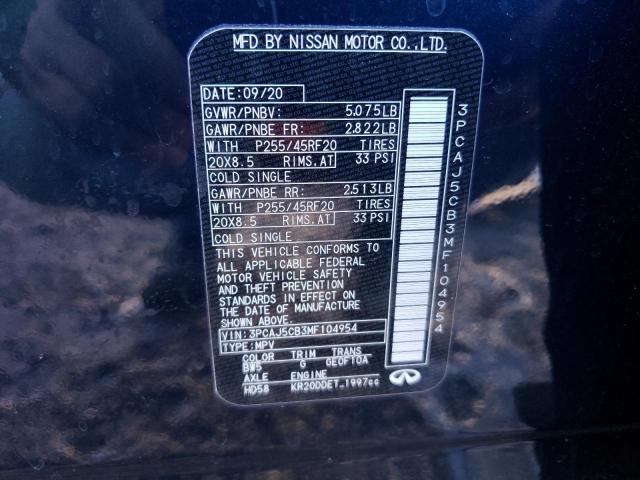 MFD BY NISSAN MOTOR CO.,LTD.
DATE:09/20
GVWR/PNBV: 5.075LB
GAWR/PNBE FR: 2.822LB
WITH P255/45RF20 TIRES
20X8.5 RIMS.AT 33 PSI
COLD SINGLE
GAWR/PNBE RR: 2.513LB
WITH P255/45RF20 TIRES
20X8.5 RIMS.AT 33 PSI
COLD SINGLE
THIS VEHICLE CONFORMS TO
ALL APPLICABLE FEDERAL
MOTOR VEHICLE SAFETY
AND THEFT PREVENTION
STANDARDS IN EFFECT ON
THE DATE OF MANUFACTURE
SHOWN ABOVE.
VIN:3PCAJ5CB3MF104954
TYPE:MPV
COLOR TRIM TRANS
BW5 G GE0F10A
AXLE ENGINE
HD58 KR20DDET 1997cc
3PCAJ5CB3MF104954